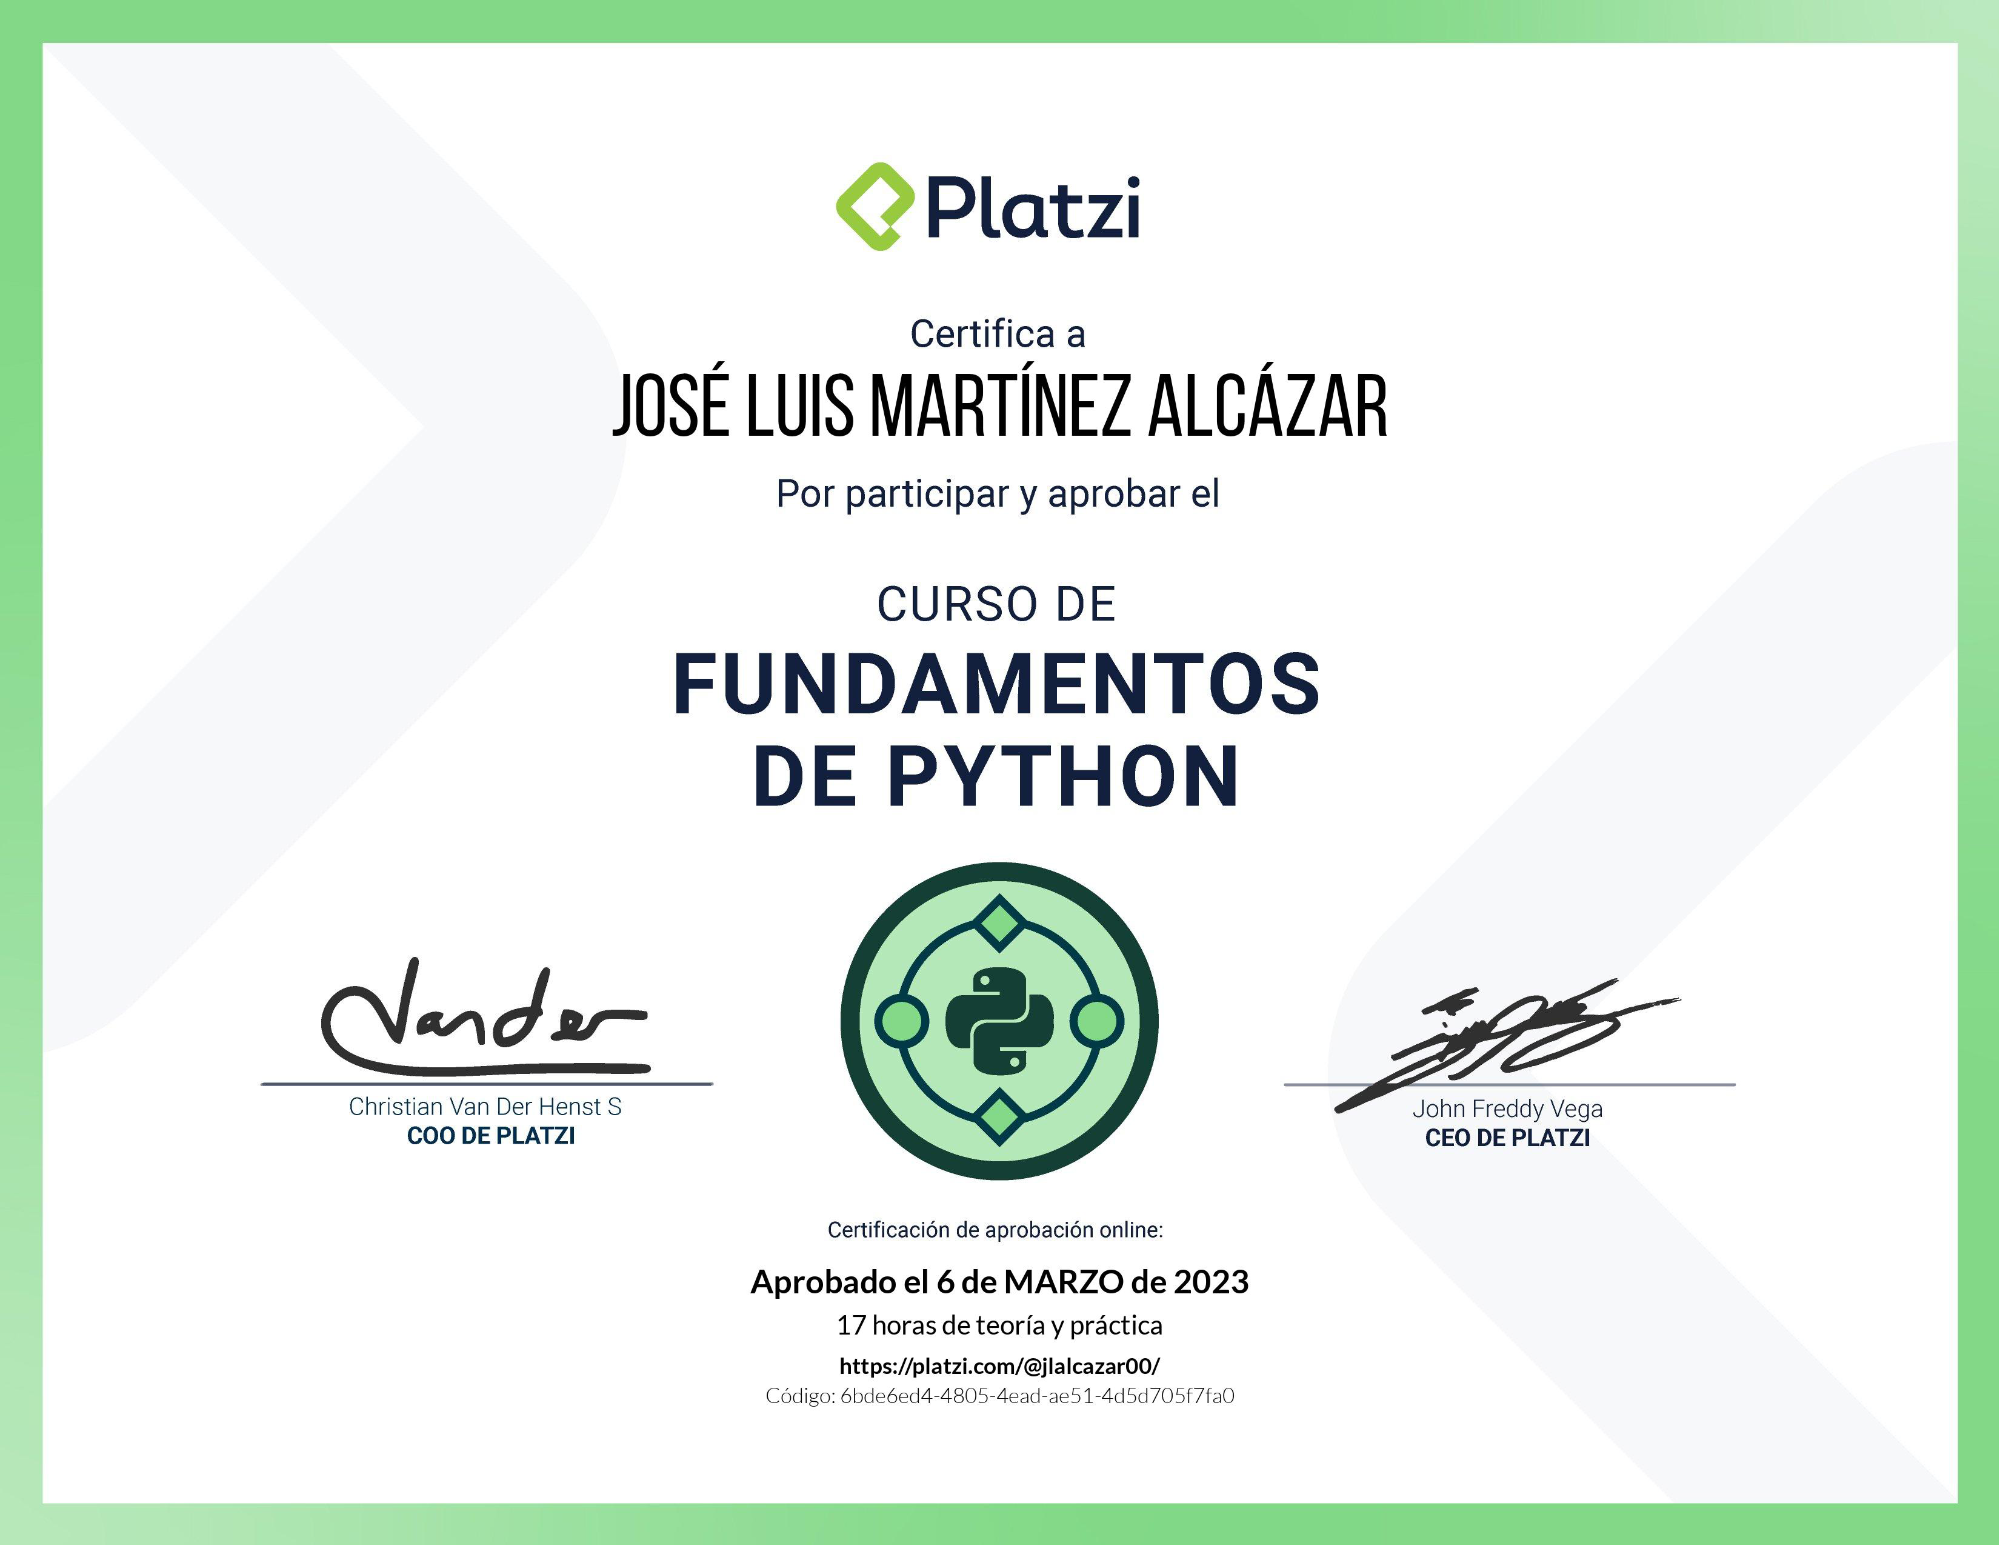 Platzi
Certifica a
JOSÉ LUIS MARTÍNEZ ALCÁZAR
Por participar y aprobar el
CURSO DE
FUNDAMENTOS
DE PYTHON
Vander
Christian Van Der Henst S
COO DE PLATZI
John Freddy Vega
CEO DE PLATZI
Certificación de aprobación online:
Aprobado el 6 de MARZO de 2023
17 horas de teoría y práctica
https://platzi.com/@jlalcazar00/
Código: 6bde6ed4-4805-4ead-ae51-4d5d705f7fa0